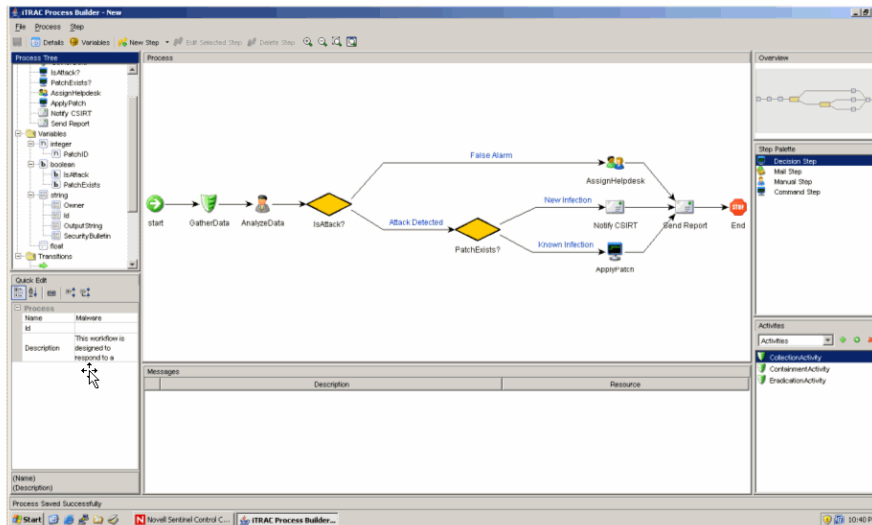 iTRAC Process Builder - New
File Process Step
Details Variables New Step Edit Selected Step Delete Step
Process Tree
IsAttack?
PatchExists?
AssignHelpdesk
ApplyPatch
Notify CSIRT
Send Report
Variables
integer
PatchID
boolean
IsAttack
PatchExists
string
Owner
Id
OutputString
SecurityBulletin
float
Transitions
Quick Edit
Process
Name Malware
Id
Description This workflow is
designed to
respond to a
(Name)
(Description)
Process
start
GatherData
AnalyzeData
IsAttack?
False Alarm
AssignHelpdesk
Attack Detected
PatchExists?
New Infection
Notify CSIRT
Known Infection
ApplyPatch
Send Report
STOP
End
Messages
Description Resource
Overview
Step Palette
Decision Step
Mail Step
Manual Step
Command Step
Activities
Activities
CollectionActivity
ContainmentActivity
EradicationActivity
Process Saved Successfully
Start Novell Sentinel Control C... iTRAC Process Builder... 10:40 P